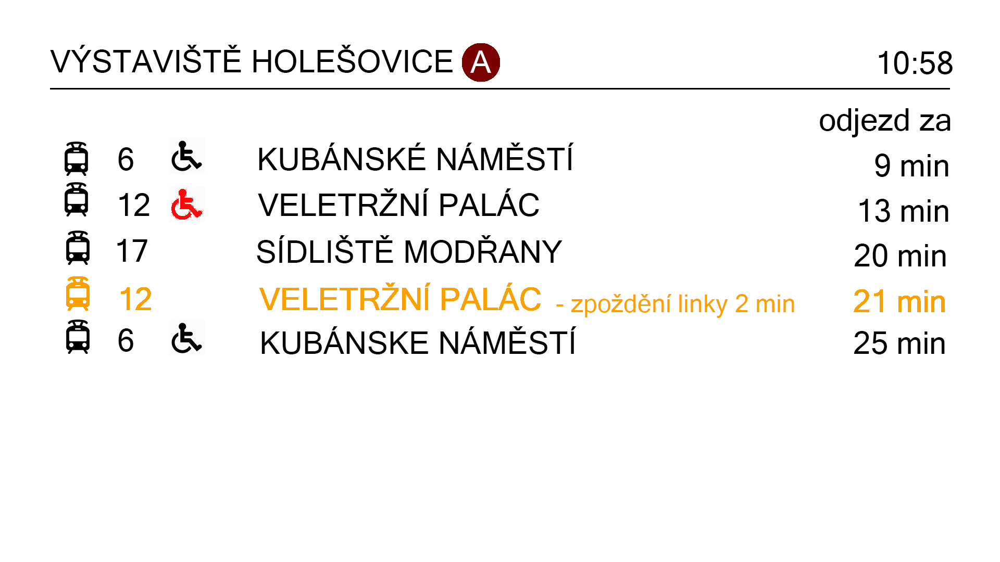 VÝSTAVIŠTĚ HOLEŠOVICE A 10:58
odjezd za
6 KUBÁNSKÉ NÁMĚSTÍ 9 min
12 VELETRŽNÍ PALÁC 13 min
17 SÍDLIŠTĚ MODŘANY 20 min
12 VELETRŽNÍ PALÁC - zpoždění linky 2 min 21 min
6 KUBÁNSKE NÁMĚSTÍ 25 min